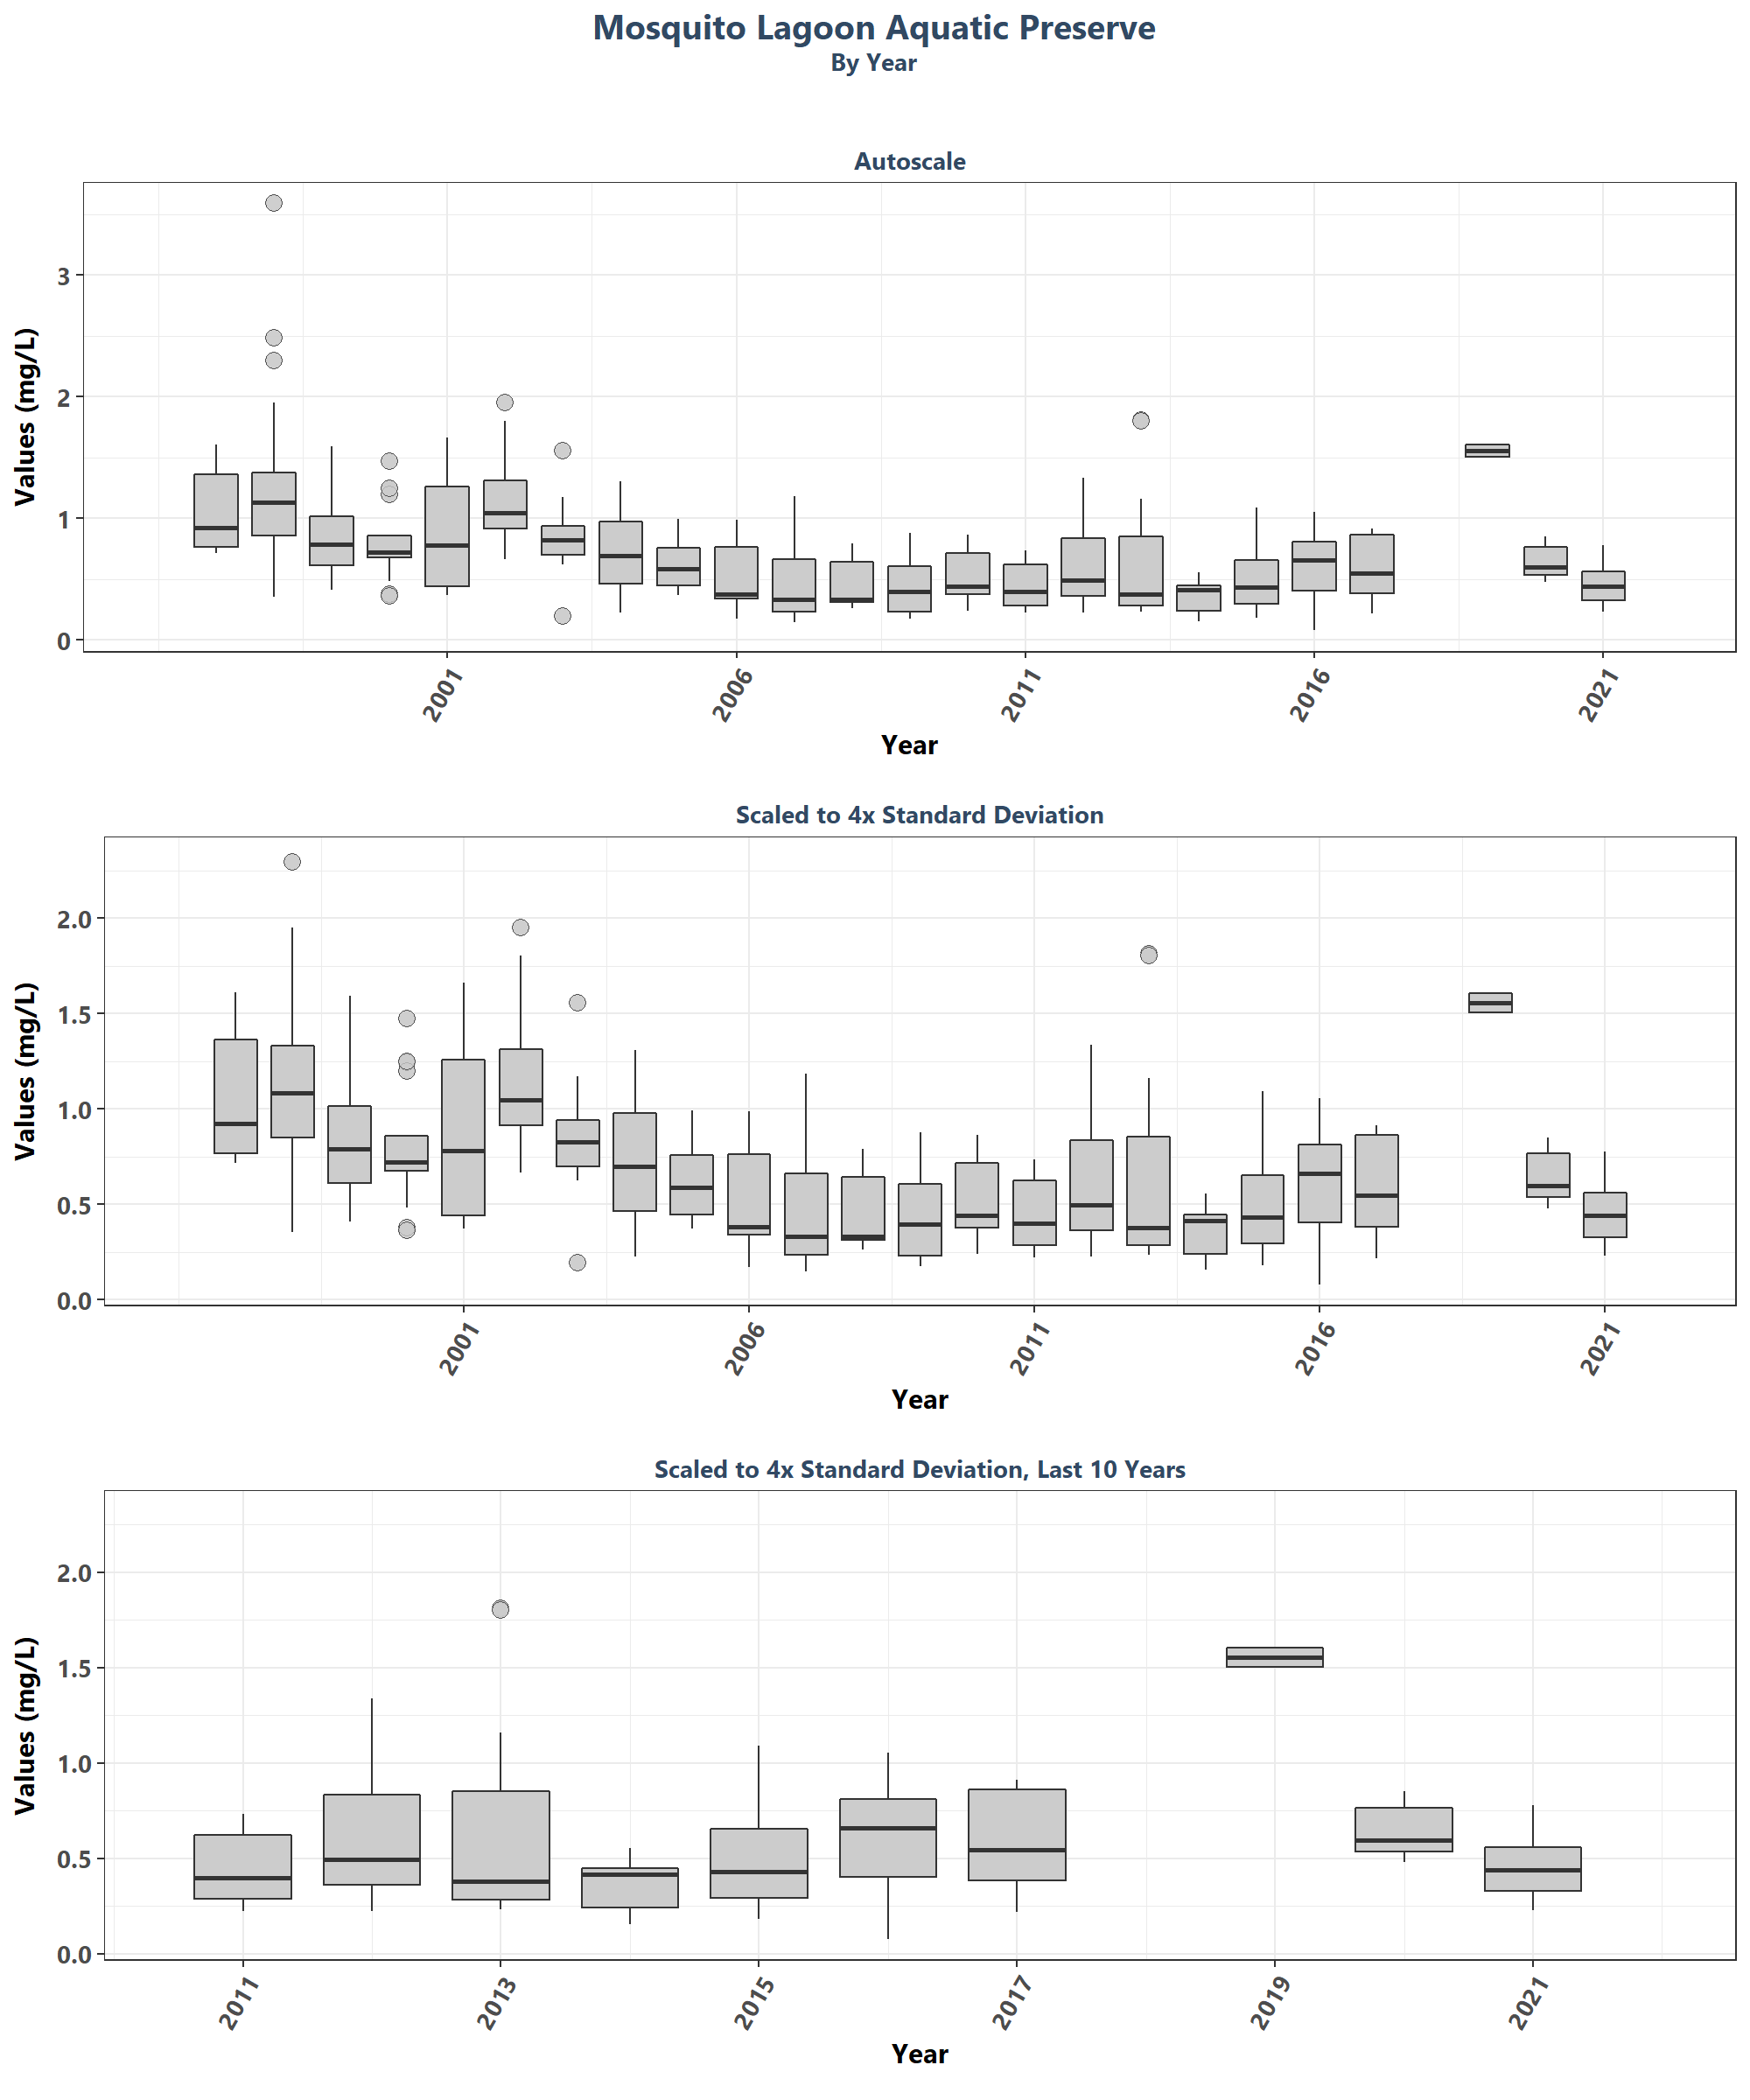 Mosquito Lagoon Aquatic Preserve
By Year
Autoscale
Values (mg/L)
3
2
1
0
2001
2006
2011
2016
2021
Year
Scaled to 4x Standard Deviation
Values (mg/L)
2.0
1.5
1.0
0.5
0.0
2001
2006
2011
2016
2021
Year
Scaled to 4x Standard Deviation, Last 10 Years
Values (mg/L)
2.0
1.5
1.0
0.5
0.0
2011
2013
2015
2017
2019
2021
Year